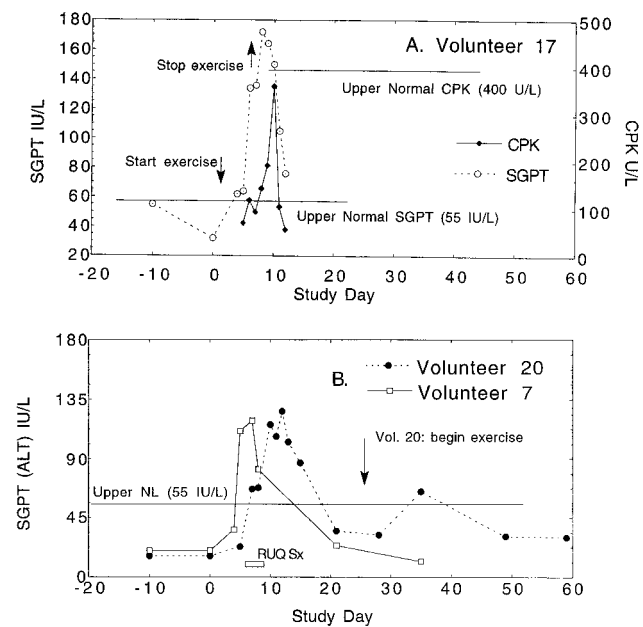 A. Volunteer 17
180
160
140
120
100
80
60
40
20
SGPT IU/L
500
400
300
200
100
0
CPK U/L
Stop exercise
Upper Normal CPK (400 U/L)
Start exercise
CPK
SGPT
Upper Normal SGPT (55 IU/L)
-20 -10 0 10 20 30 40 50 60
Study Day
B.
180
135
90
45
0
SGPT (ALT) IU/L
Volunteer 20
Volunteer 7
Vol. 20: begin exercise
Upper NL (55 IU/L)
RUQ Sx
-20 -10 0 10 20 30 40 50 60
Study Day